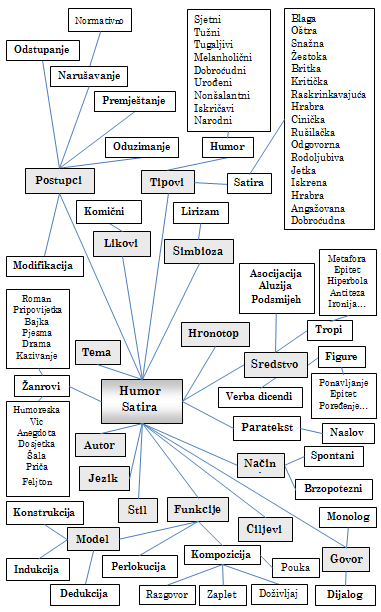 Normativno
Odstupanje
Narušavanje
Premještanje
Oduzimanje
Postupci
Modifikacija
Sjetni
Tužni
Tugaljivi
Melanholični
Dobroćudni
Urođeni
Nonšalantni
Iskričavi
Narodni
Humor
Tipovi
Satira
Blaga
Oštra
Snažna
Žestoka
Britka
Kritička
Raskrinkavajuća
Hrabra
Cinička
Rušilačka
Odgovorna
Rodoljubiva
Jetka
Iskrena
Hrabra
Angažovana
Dobroćudna
Komični
Likovi
Lirizam
Simbloza
Roman
Pripovijetka
Bajka
Pjesma
Drama
Kazivanje
Žanrovi
Humoreska
Vic
Anegdota
Dosjetka
Šala
Priča
Feljton
Tema
Hronotop
Asocijacija
Aluzija
Podsmijeh
Metafora
Epitet
Hiperbola
Antiteza
Ironija...
Tropi
Sredstvo
Figure
Ponavljanje
Epitet
Poređenje...
Verba dicendi
Humor
Satira
Paratekst
Naslov
Autor
Jezik
Način
Spontani
Brzopotezni
Stil
Funkcije
Ciljevi
Monolog
Govor
Dijalog
Konstrukcija
Model
Indukcija
Dedukcija
Perlokucija
Kompozicija
Pouka
Razgovor
Zaplet
Doživljaj